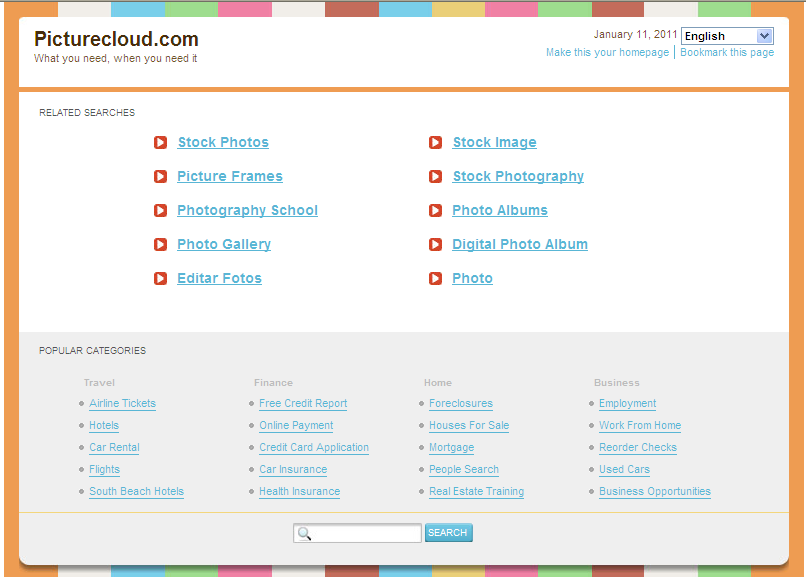 Picturecloud.com
What you need, when you need it
January 11, 2011 English
Make this your homepage | Bookmark this page
RELATED SEARCHES
Stock Photos
Stock Image
Picture Frames
Stock Photography
Photography School
Photo Albums
Photo Gallery
Digital Photo Album
Editar Fotos
Photo
POPULAR CATEGORIES
Travel
Airline Tickets
Hotels
Car Rental
Flights
South Beach Hotels
Finance
Free Credit Report
Online Payment
Credit Card Application
Car Insurance
Health Insurance
Home
Foreclosures
Houses For Sale
Mortgage
People Search
Real Estate Training
Business
Employment
Work From Home
Reorder Checks
Used Cars
Business Opportunities
SEARCH